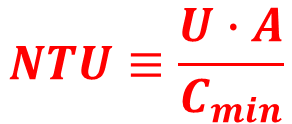 NTU ≡ U · A / C_min